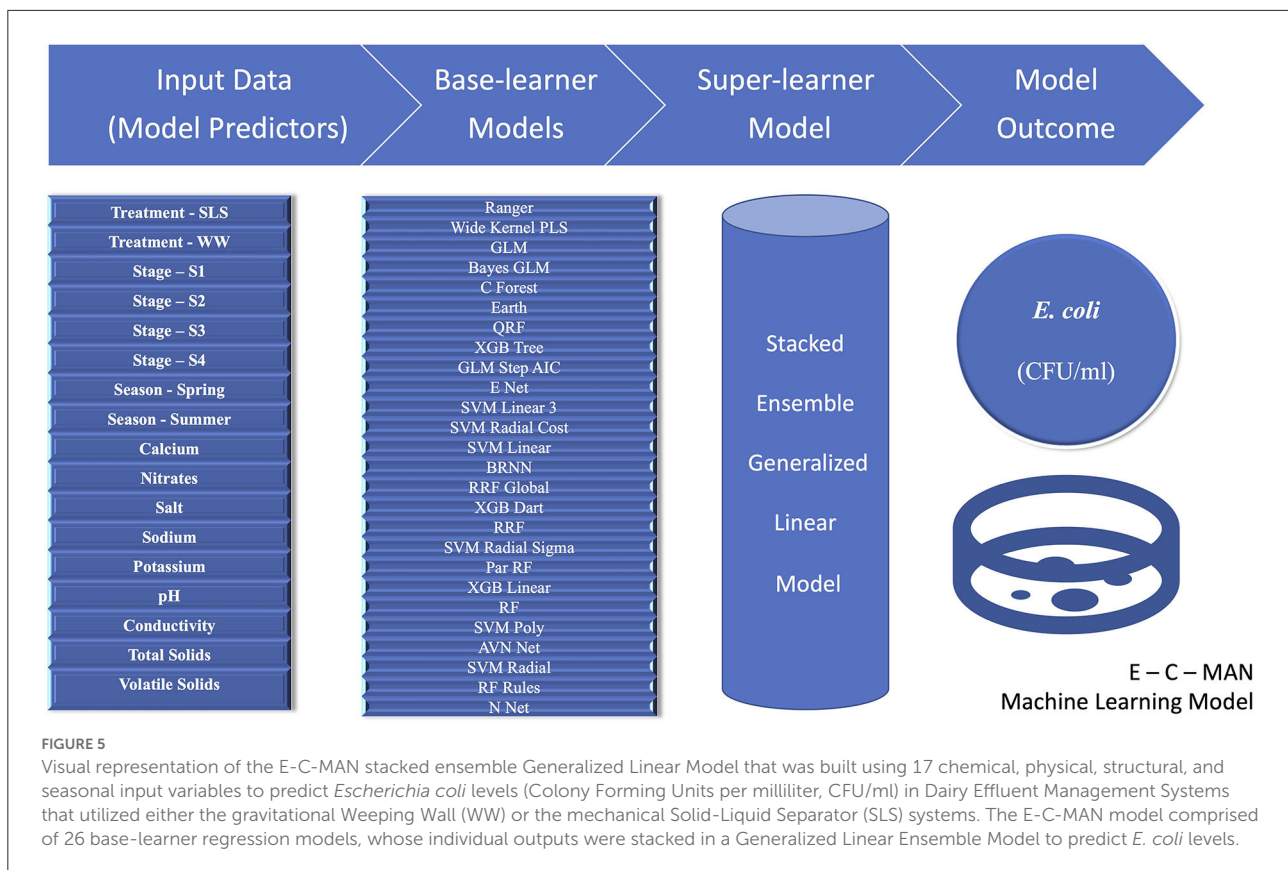 Input Data
(Model Predictors)
Base-learner
Models
Super-learner
Model
Model
Outcome
Treatment - SLS
Treatment - WW
Stage – S1
Stage – S2
Stage – S3
Stage – S4
Season - Spring
Season - Summer
Calcium
Nitrates
Salt
Sodium
Potassium
pH
Conductivity
Total Solids
Volatile Solids
Ranger
Wide Kernel PLS
GLM
Bayes GLM
C Forest
Earth
QRF
XGB Tree
GLM Step AIC
E Net
SVM Linear 3
SVM Radial Cost
SVM Linear
BRNN
RRF Global
XGB Dart
RRF
SVM Radial Sigma
Par RF
XGB Linear
RF
SVM Poly
AVN Net
SVM Radial
RF Rules
N Net
Stacked
Ensemble
Generalized
Linear
Model
E. coli
(CFU/ml)
E – C – MAN
Machine Learning Model
FIGURE 5
Visual representation of the E-C-MAN stacked ensemble Generalized Linear Model that was built using 17 chemical, physical, structural, and
seasonal input variables to predict Escherichia coli levels (Colony Forming Units per milliliter, CFU/ml) in Dairy Effluent Management Systems
that utilized either the gravitational Weeping Wall (WW) or the mechanical Solid-Liquid Separator (SLS) systems. The E-C-MAN model comprised
of 26 base-learner regression models, whose individual outputs were stacked in a Generalized Linear Ensemble Model to predict E. coli levels.